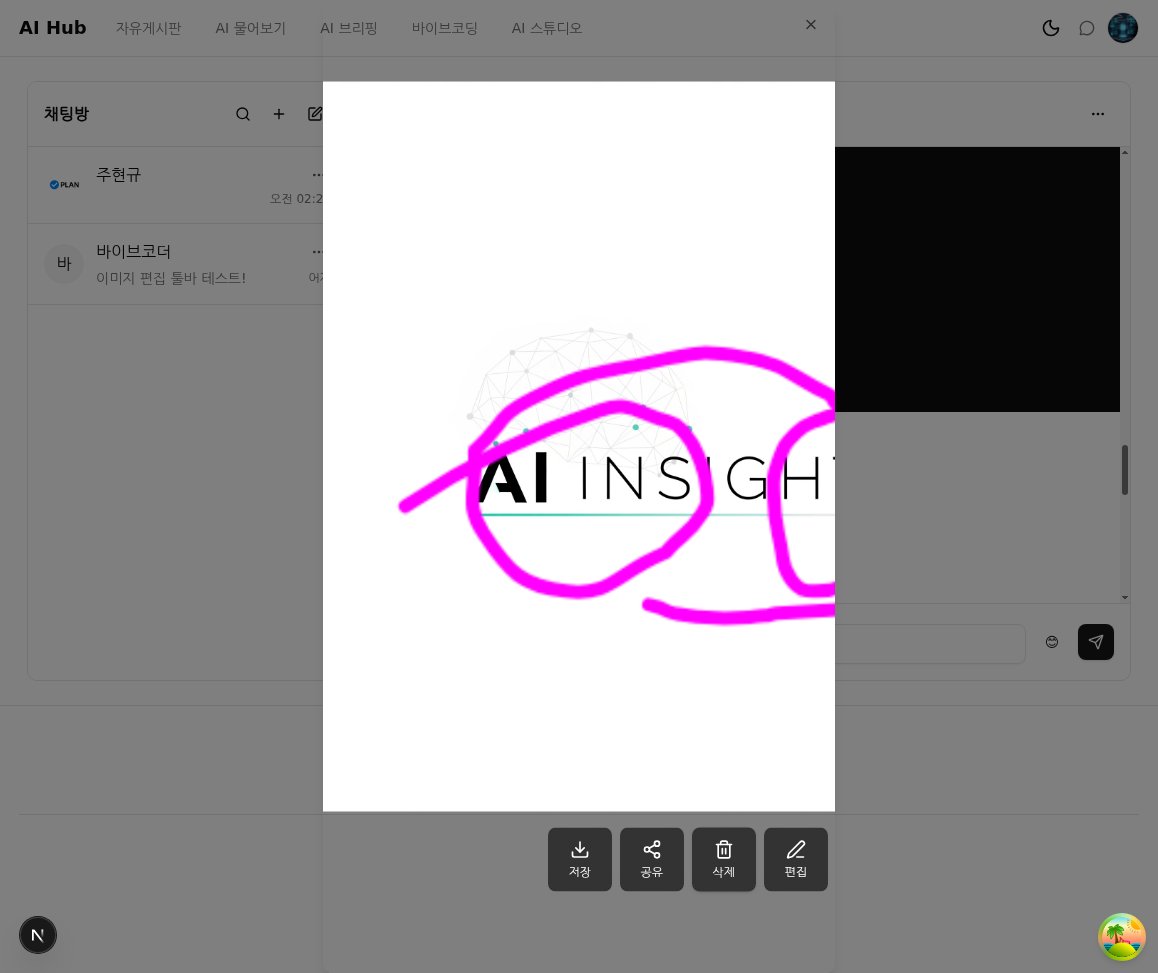 AI Hub
자유게시판
AI 물어보기
AI 브리핑
바이브코딩
AI 스튜디오
채팅방
PLAN
주현규
오전 02:2
바
바이브코더
이미지 편집 툴바 테스트!
어제
AI INSIGHT
저장
공유
삭제
편집
N